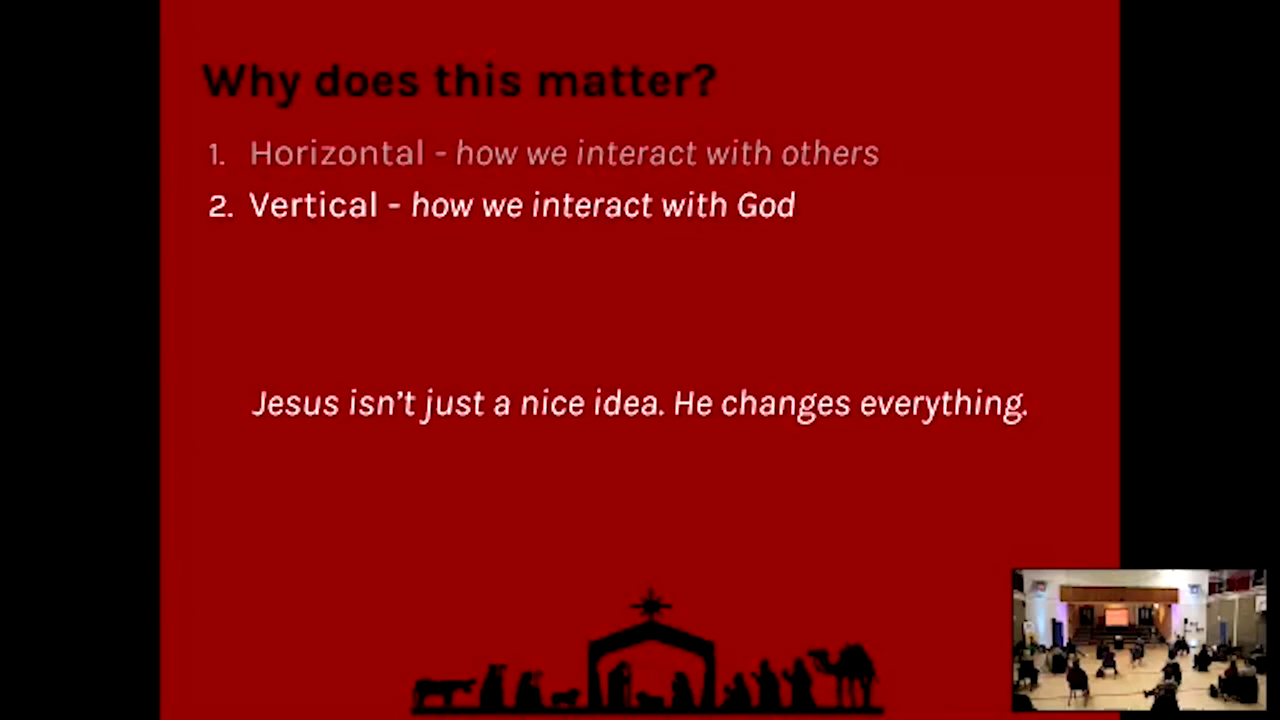 Why does this matter?
1. Horizontal - how we interact with others
2. Vertical - how we interact with God
Jesus isn't just a nice idea. He changes everything.